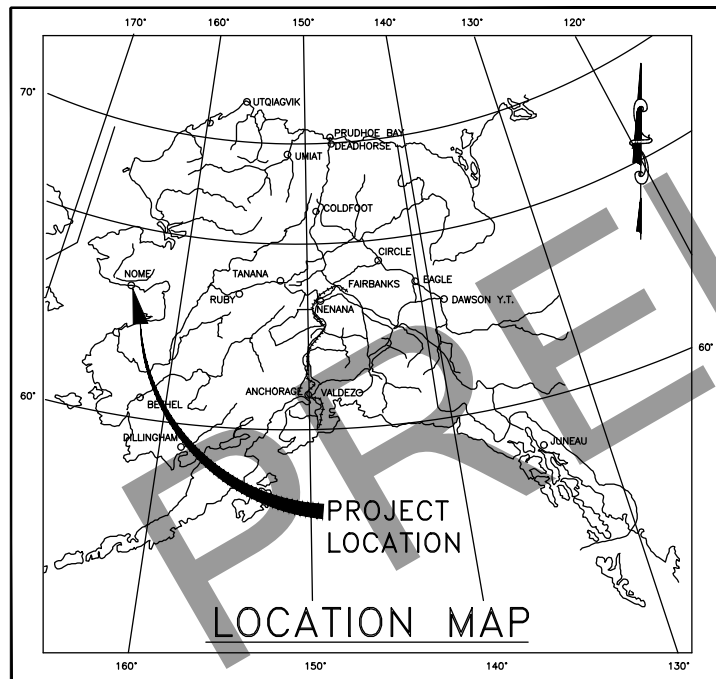 170°
160°
150°
140°
130°
120°
70°
UTQIAGVIK
PRUDHOE BAY
DEADHORSE
UMIAT
COLDFOOT
CIRCLE
NOME
TANANA
EAGLE
FAIRBANKS
RUBY
DAWSON Y.T.
NENANA
60°
60°
ANCHORAGE
VALDEZ
BETHEL
DILLINGHAM
JUNEAU
PROJECT
LOCATION
LOCATION MAP
160°
150°
140°
130°
PREL